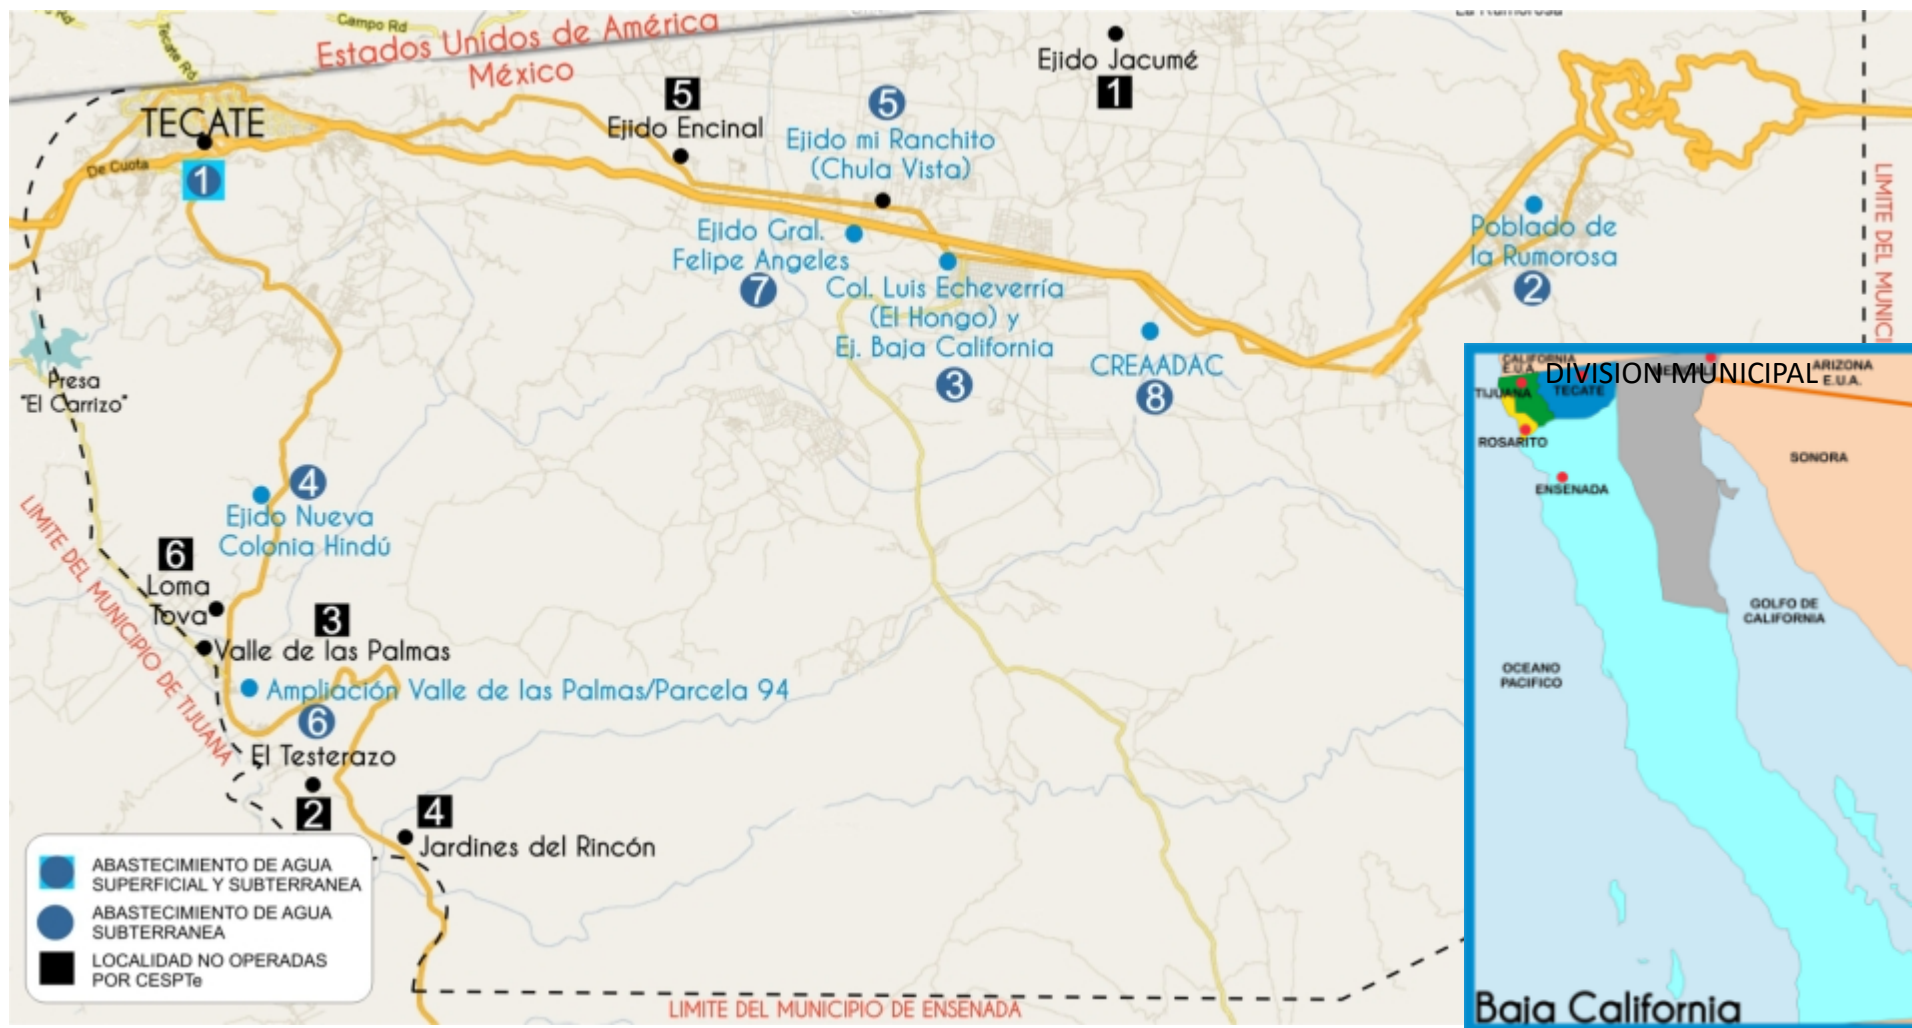 Campo Rd
Tecate Rd
Estados Unidos de América
México
La Rumorosa
Ejido Jacumé
1
TECATE
De Cuota
1
5
Ejido Encinal
5
Ejido mi Ranchito
(Chula Vista)
Ejido Gral.
Felipe Angeles
7
Col. Luis Echeverría
(El Hongo) y
Ej. Baja California
3
CREAADAC
8
Poblado de
la Rumorosa
2
LIMITE DEL MUNICI
Presa
"El Carrizo"
4
Ejido Nueva
Colonia Hindú
6
Loma
Tova
3
Valle de las Palmas
Ampliación Valle de las Palmas/Parcela 94
6
El Testerazo
2
4
Jardines del Rincón
LIMITE DEL MUNICIPIO DE TIJUANA
LIMITE DEL MUNICIPIO DE ENSENADA
ABASTECIMIENTO DE AGUA
SUPERFICIAL Y SUBTERRANEA
ABASTECIMIENTO DE AGUA
SUBTERRANEA
LOCALIDAD NO OPERADAS
POR CESPTe
DIVISION MUNICIPAL
CALIFORNIA
E.U.A.
ARIZONA
E.U.A.
TIJUANA
TECATE
ROSARITO
ENSENADA
SONORA
GOLFO DE
CALIFORNIA
OCEANO
PACIFICO
Baja California